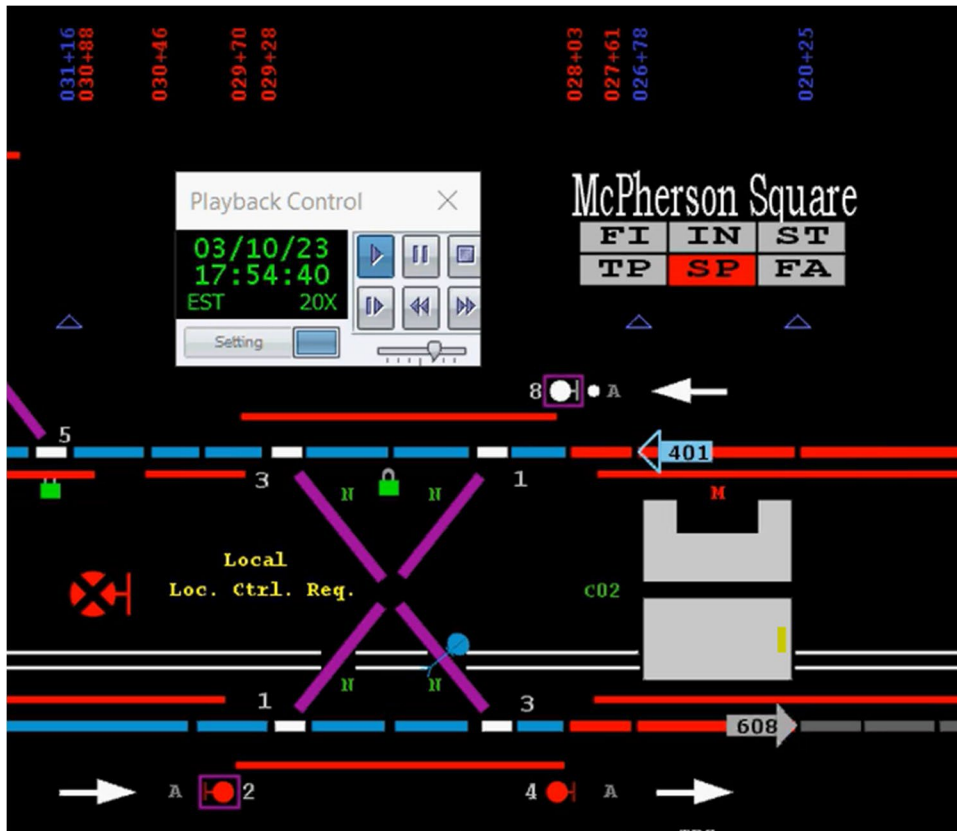 031+16
030+88
030+46
029+70
029+28
028+03
027+61
026+78
020+25
Playback Control
03/10/23
17:54:40
EST 20X
Setting
McPherson Square
FI IN ST
TP SP FA
8 A
5
401
3 N N 1
M
Local
Loc. Ctrl. Req.
C02
N N
1 3
608
A 2 4 A